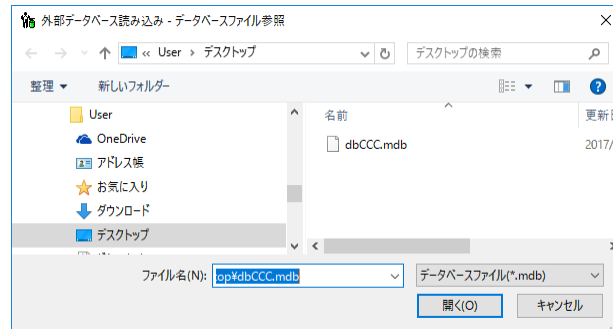 外部データベース読み込み - データベースファイル参照
« User › デスクトップ
デスクトップの検索
整理 新しいフォルダー
User
OneDrive
アドレス帳
お気に入り
ダウンロード
デスクトップ
名前
更新
dbCCC.mdb
2017/
ファイル名(N):
top¥dbCCC.mdb
データベースファイル(*.mdb)
開く(O)
キャンセル